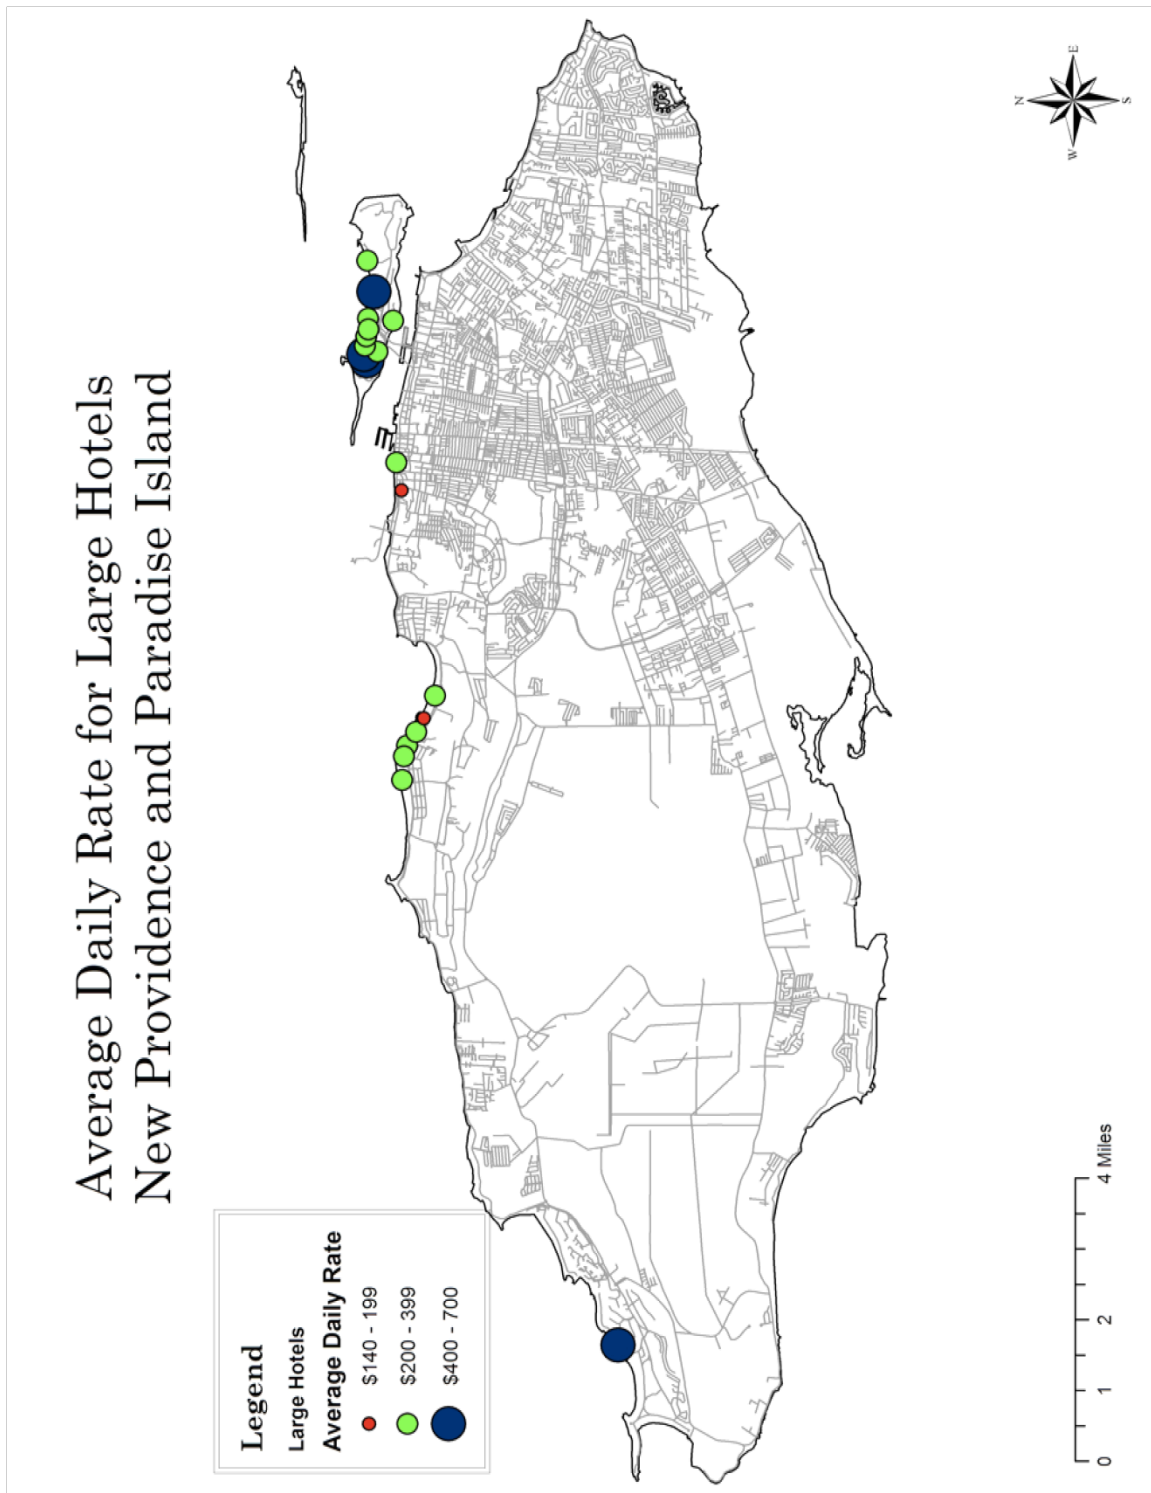 Average Daily Rate for Large Hotels
New Providence and Paradise Island
Legend
Large Hotels
Average Daily Rate
$140 - 199
$200 - 399
$400 - 700
0 1 2 4 Miles
N
W E
S